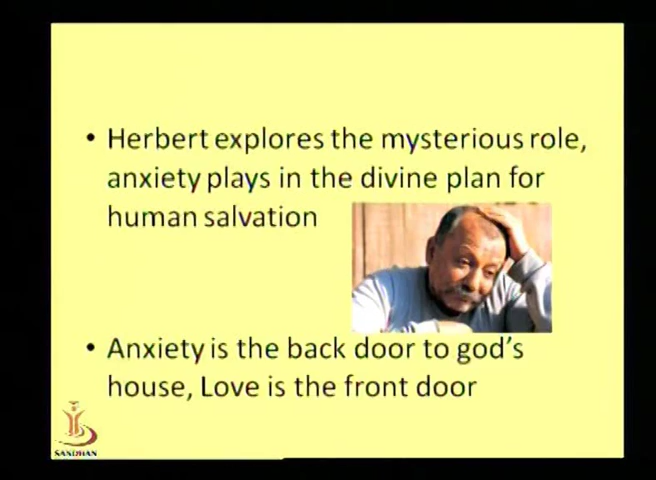 • Herbert explores the mysterious role,
anxiety plays in the divine plan for
human salvation
• Anxiety is the back door to god's
house, Love is the front door
SANDHAN